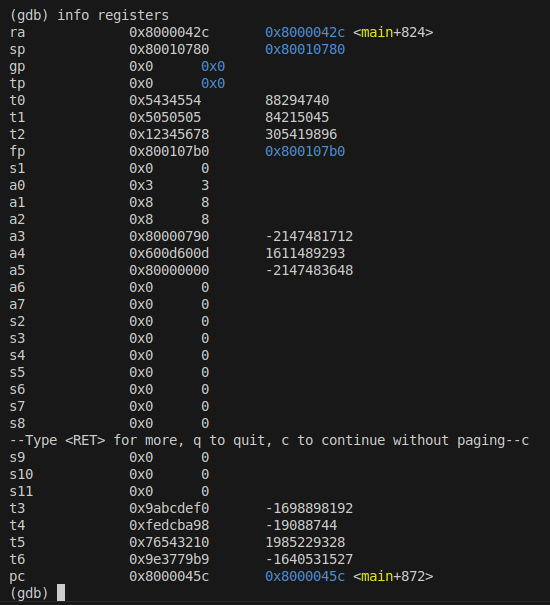 (gdb) info registers
ra             0x8000042c       0x8000042c <main+824>
sp             0x80010780       0x80010780
gp             0x0      0x0
tp             0x0      0x0
t0             0x5434554        88294740
t1             0x5050505        84215045
t2             0x12345678       305419896
fp             0x800107b0       0x800107b0
s1             0x0      0
a0             0x3      3
a1             0x8      8
a2             0x8      8
a3             0x80000790       -2147481712
a4             0x600d600d       1611489293
a5             0x80000000       -2147483648
a6             0x0      0
a7             0x0      0
s2             0x0      0
s3             0x0      0
s4             0x0      0
s5             0x0      0
s6             0x0      0
s7             0x0      0
s8             0x0      0
--Type <RET> for more, q to quit, c to continue without paging--c
s9             0x0      0
s10            0x0      0
s11            0x0      0
t3             0x9abcdef0       -1698898192
t4             0xfedcba98       -19088744
t5             0x76543210       1985229328
t6             0x9e3779b9       -1640531527
pc             0x8000045c       0x8000045c <main+872>
(gdb)